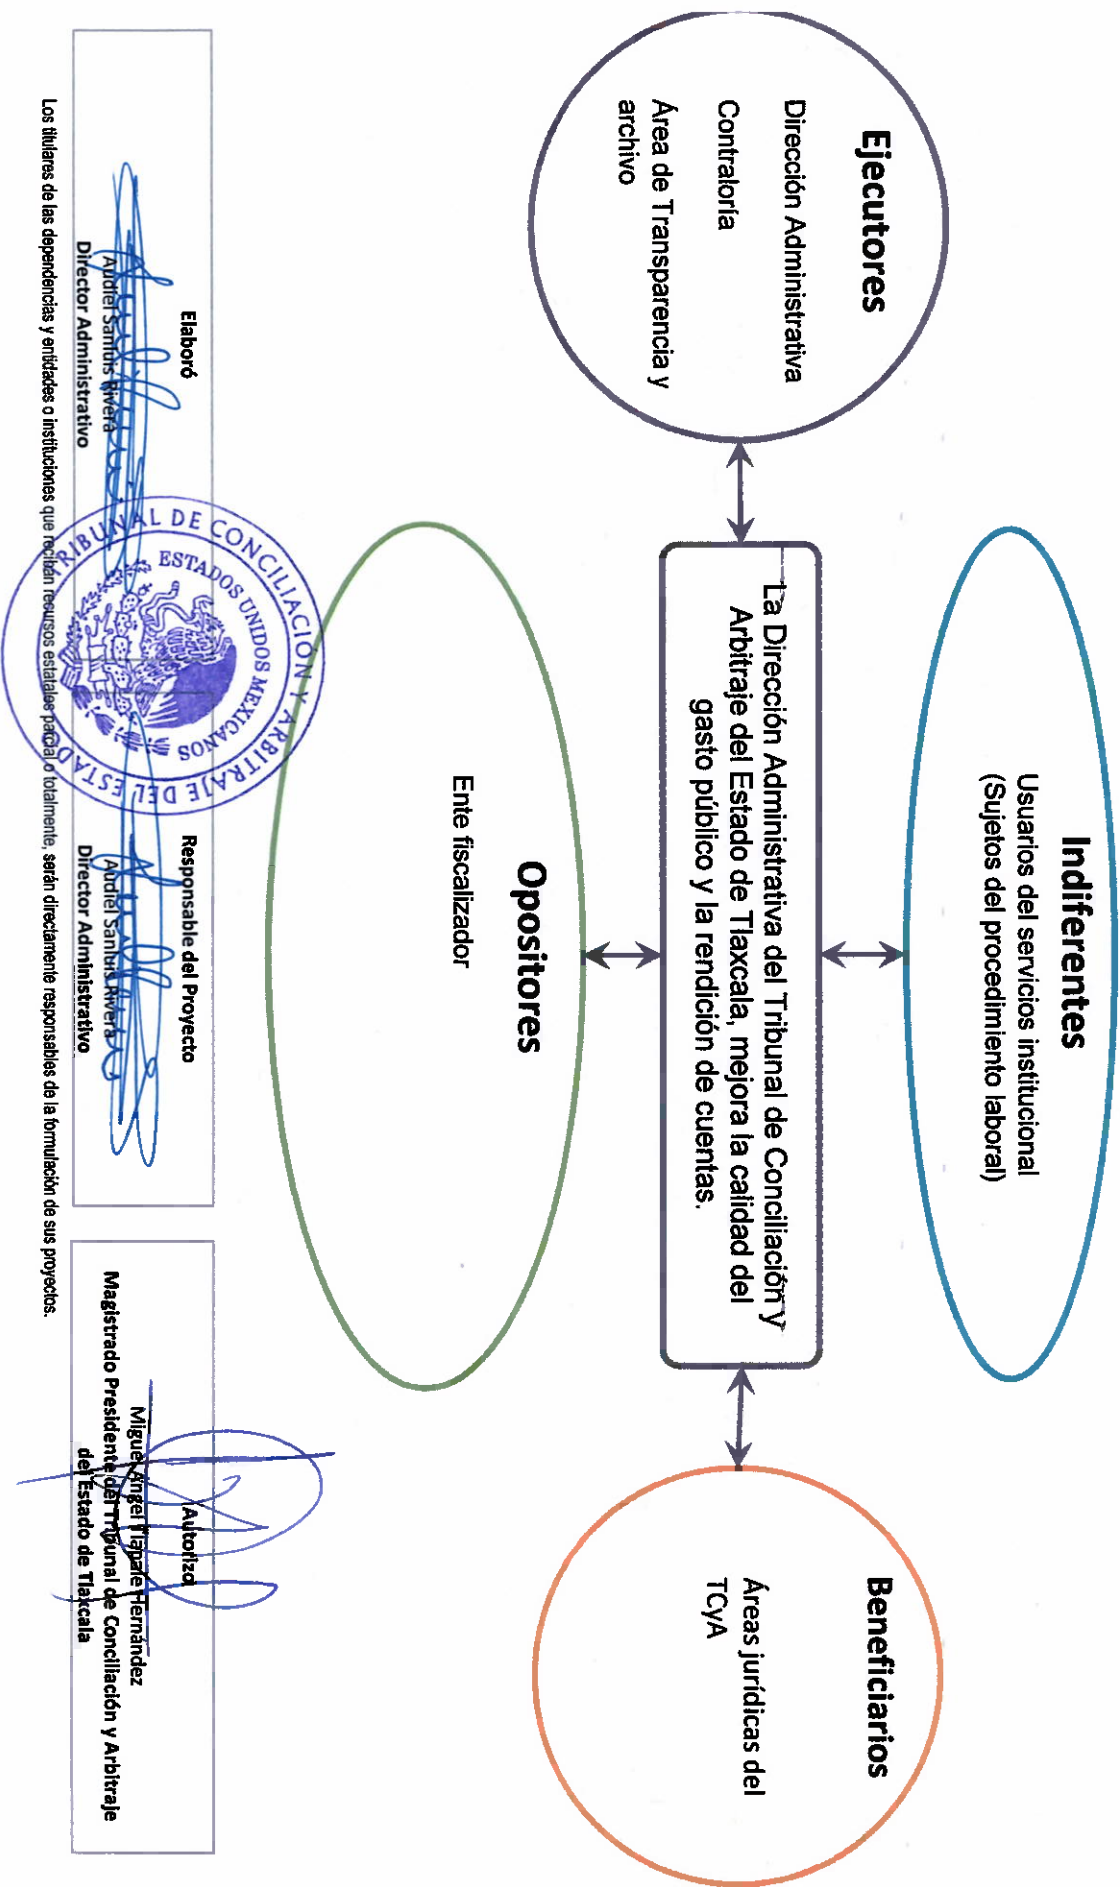 Indiferentes
Usuarios del servicios institucional
(Sujetos del procedimiento laboral)
Ejecutores
Dirección Administrativa
Contraloría
Área de Transparencia y
archivo
La Dirección Administrativa del Tribunal de Conciliación y
Arbitraje del Estado de Tlaxcala, mejora la calidad del
gasto público y la rendición de cuentas.
Beneficiarios
Áreas jurídicas del
TCyA
Opositores
Ente fiscalizador
Elaboró
Audiel Sanluis Rivera
Director Administrativo
TRIBUNAL DE CONCILIACIÓN Y ARBITRAJE DEL ESTADO
ESTADOS UNIDOS MEXICANOS
Responsable del Proyecto
Audiel Sanluis Rivera
Director Administrativo
Autorizó
Miguel Ángel Tlapale Hernández
Magistrado Presidente del Tribunal de Conciliación y Arbitraje
del Estado de Tlaxcala
Los titulares de las dependencias y entidades o instituciones que reciban recursos estatales parcial o totalmente, serán directamente responsables de la formulación de sus proyectos.